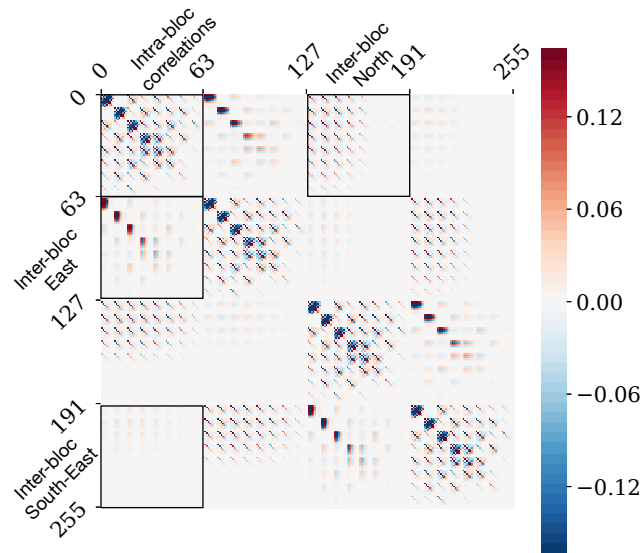 Intra-bloc
correlations
Inter-bloc
North
0
63
127
191
255
0
63
127
191
255
Inter-bloc
East
Inter-bloc
South-East
0.12
0.06
0.00
−0.06
−0.12